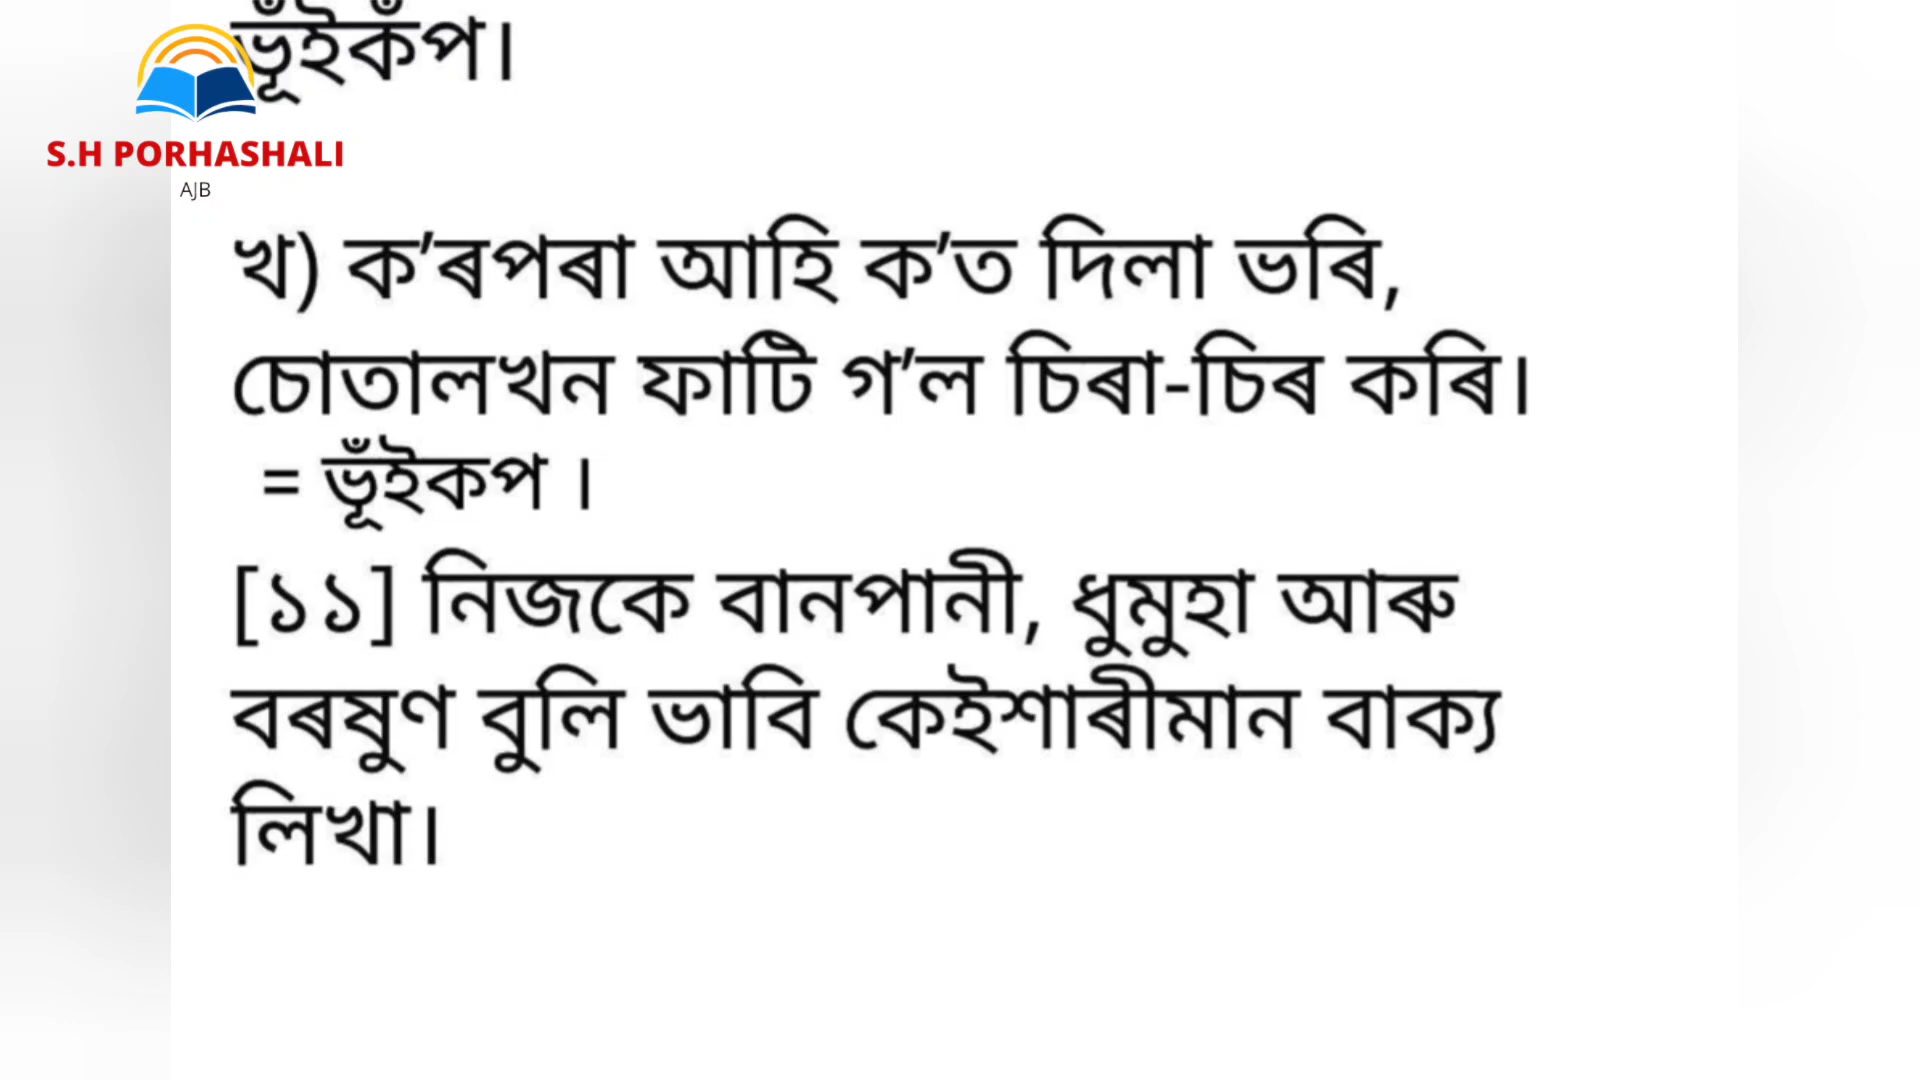 ভূঁইকঁপ।
S.H PORHASHALI
AJB
খ) ক’ৰপৰা আহি ক’ত দিলা ভৰি,
চোতালখন ফাটি গ’ল চিৰা-চিৰ কৰি।
= ভূঁইকপ ।
[১১] নিজকে বানপানী, ধুমুহা আৰু
বৰষুণ বুলি ভাবি কেইশাৰীমান বাক্য
লিখা।